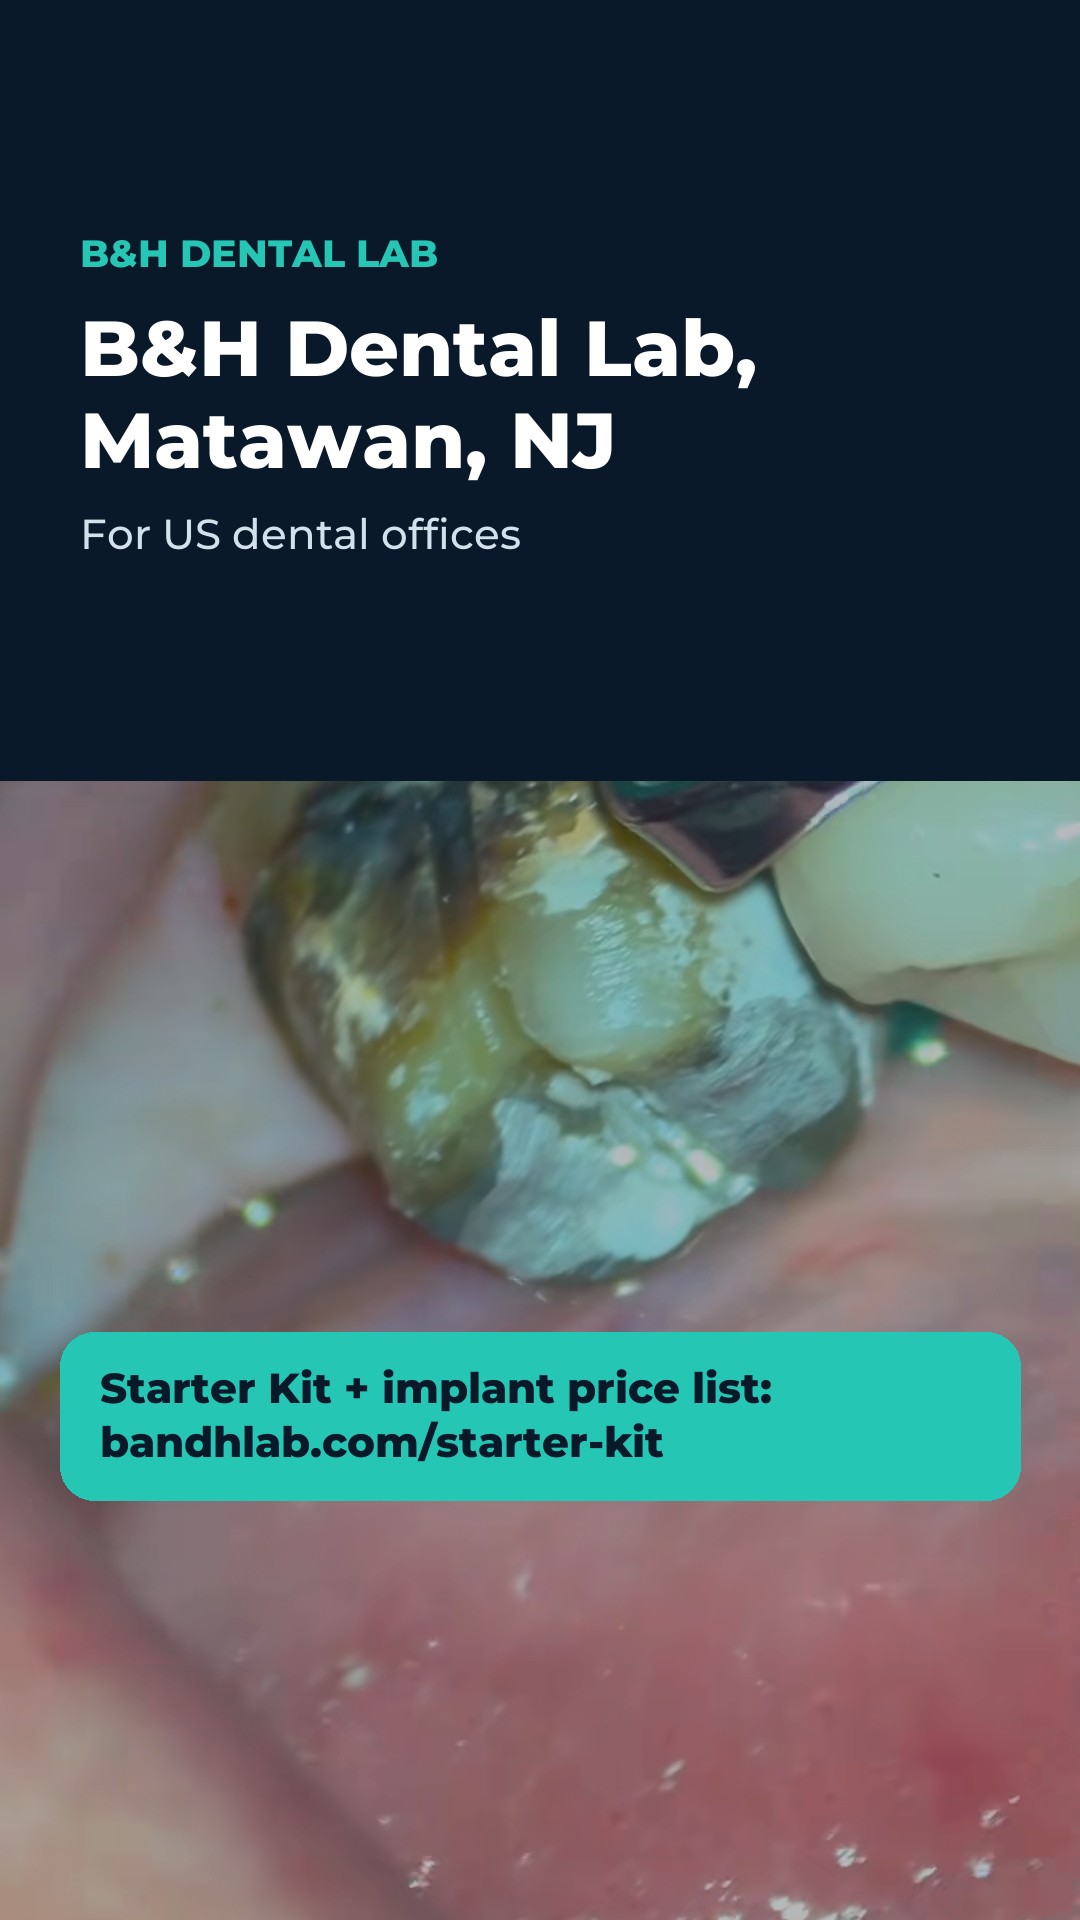 B&H DENTAL LAB
B&H Dental Lab,
Matawan, NJ
For US dental offices
Starter Kit + implant price list:
bandhlab.com/starter-kit